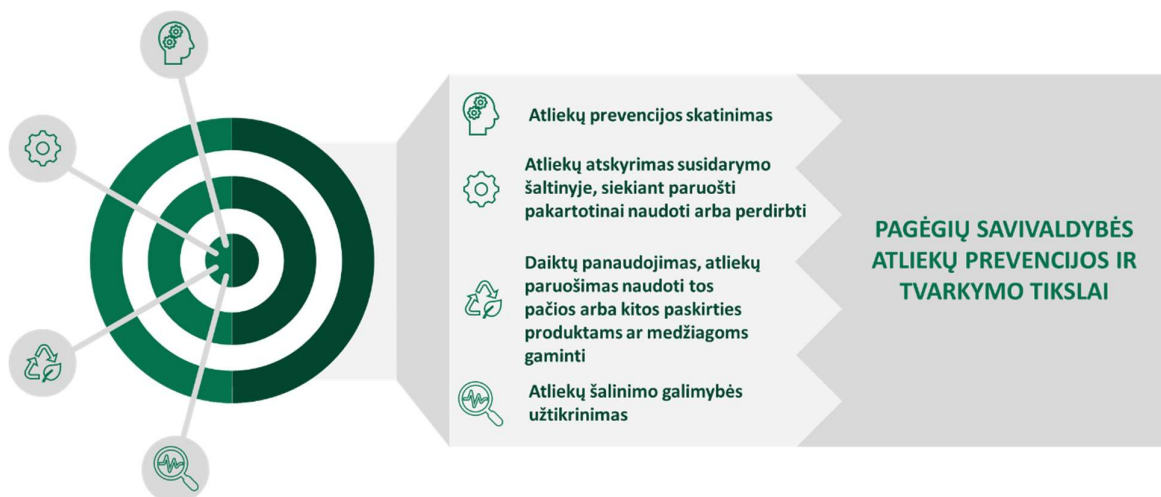 Atliekų prevencijos skatinimas
Atliekų atskyrimas susidarymo
šaltinyje, siekiant paruošti
pakartotinai naudoti arba perdirbti
Daiktų panaudojimas, atliekų
paruošimas naudoti tos
pačios arba kitos paskirties
produktams ar medžiagoms
gaminti
Atliekų šalinimo galimybės
užtikrinimas
PAGĖGIŲ SAVIVALDYBĖS
ATLIEKŲ PREVENCIJOS IR
TVARKYMO TIKSLAI